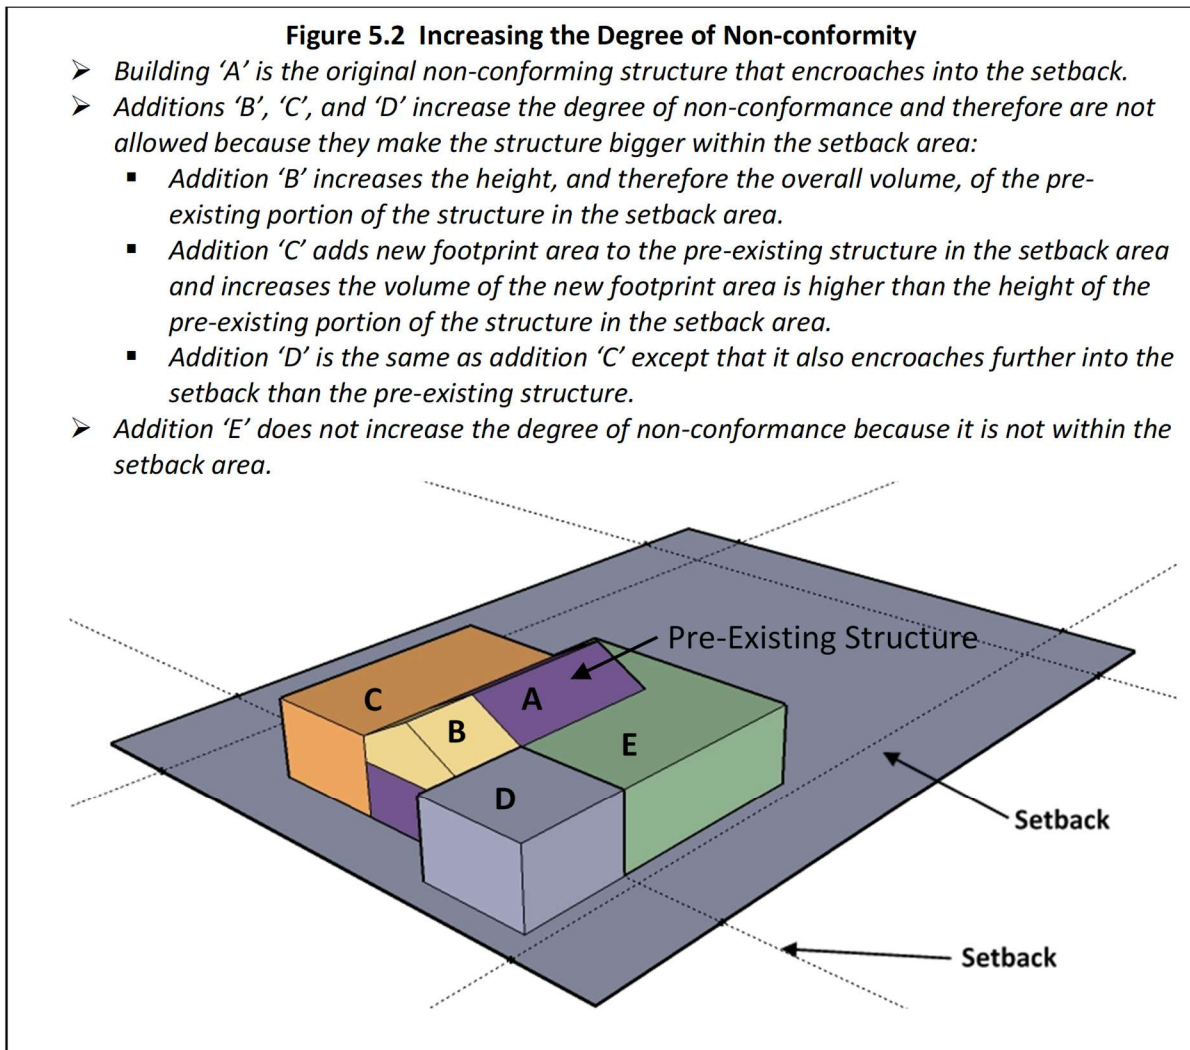 Figure 5.2  Increasing the Degree of Non-conformity
➢ Building ‘A’ is the original non-conforming structure that encroaches into the setback.
➢ Additions ‘B’, ‘C’, and ‘D’ increase the degree of non-conformance and therefore are not
allowed because they make the structure bigger within the setback area:
▪ Addition ‘B’ increases the height, and therefore the overall volume, of the pre-
existing portion of the structure in the setback area.
▪ Addition ‘C’ adds new footprint area to the pre-existing structure in the setback area
and increases the volume of the new footprint area is higher than the height of the
pre-existing portion of the structure in the setback area.
▪ Addition ‘D’ is the same as addition ‘C’ except that it also encroaches further into the
setback than the pre-existing structure.
➢ Addition ‘E’ does not increase the degree of non-conformance because it is not within the
setback area.
Pre-Existing Structure
A
C
B
E
D
Setback
Setback